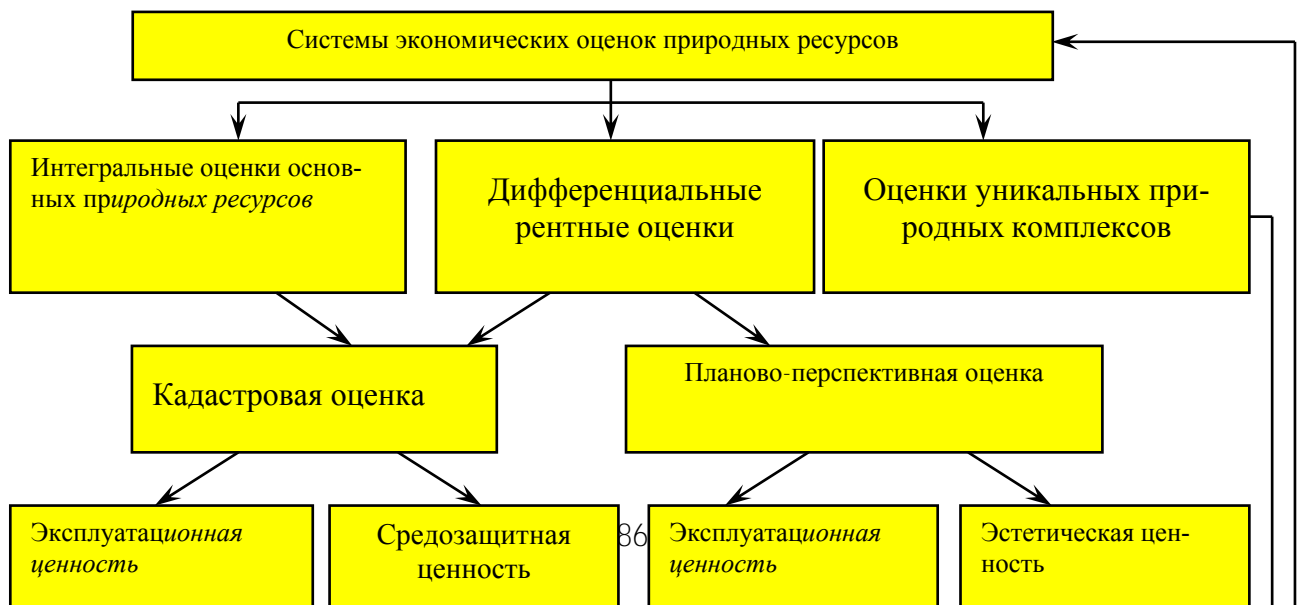 Системы экономических оценок природных ресурсов
Интегральные оценки основ-
ных природных ресурсов
Дифференциальные
рентные оценки
Оценки уникальных при-
родных комплексов
Кадастровая оценка
Планово-перспективная оценка
Эксплуатационная
ценность
Средозащитная
ценность
86
Эксплуатационная
ценность
Эстетическая цен-
ность